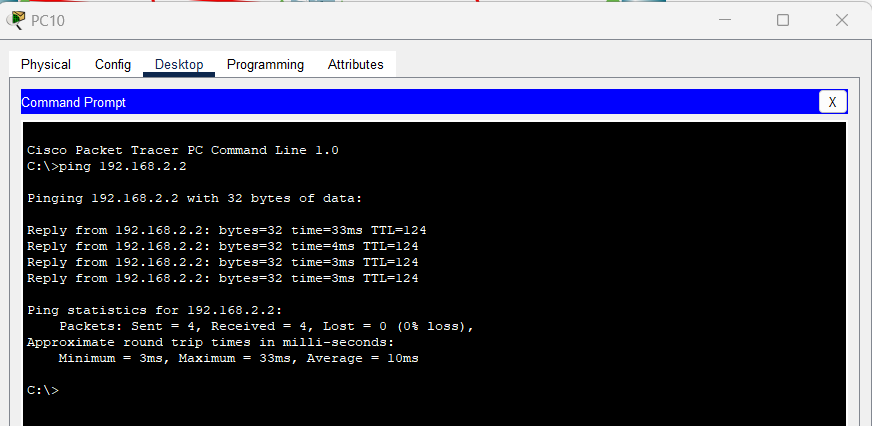 PC10
Physical Config Desktop Programming Attributes
Command Prompt X
Cisco Packet Tracer PC Command Line 1.0
C:\>ping 192.168.2.2
Pinging 192.168.2.2 with 32 bytes of data:
Reply from 192.168.2.2: bytes=32 time=33ms TTL=124
Reply from 192.168.2.2: bytes=32 time=4ms TTL=124
Reply from 192.168.2.2: bytes=32 time=3ms TTL=124
Reply from 192.168.2.2: bytes=32 time=3ms TTL=124
Ping statistics for 192.168.2.2:
Packets: Sent = 4, Received = 4, Lost = 0 (0% loss),
Approximate round trip times in milli-seconds:
Minimum = 3ms, Maximum = 33ms, Average = 10ms
C:\>